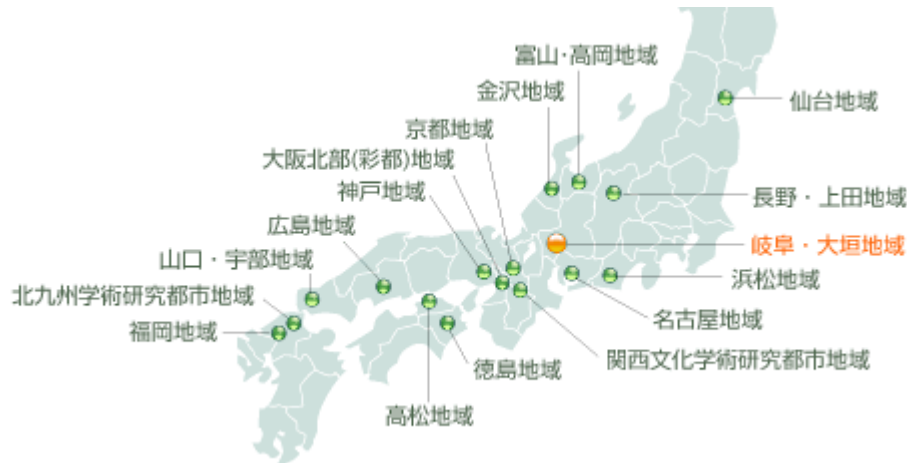 富山・高岡地域
金沢地域
仙台地域
京都地域
大阪北部(彩都)地域
神戸地域
長野・上田地域
広島地域
岐阜・大垣地域
山口・宇部地域
浜松地域
北九州学術研究都市地域
名古屋地域
福岡地域
関西文化学術研究都市地域
徳島地域
高松地域